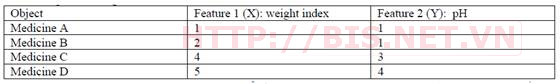 Object Feature 1 (X): weight index Feature 2 (Y): pH
Medicine A 1 1
Medicine B 2 1
Medicine C 4 3
Medicine D 5 4
HTTP://BIS.NET.VN